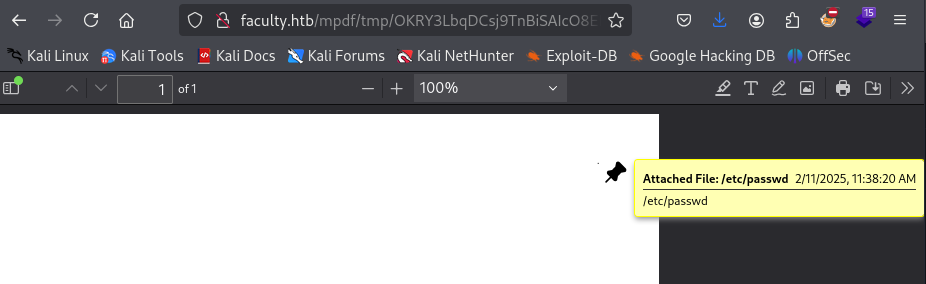 faculty.htb/mpdf/tmp/OKRY3LbqDCsj9TnBiSAIcO8E
15
Kali Linux Kali Tools Kali Docs Kali Forums Kali NetHunter Exploit-DB Google Hacking DB OffSec
1 of 1 100%
Attached File: /etc/passwd 2/11/2025, 11:38:20 AM
/etc/passwd